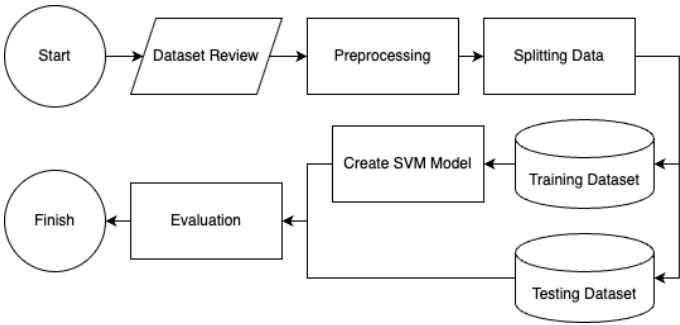 Start
Dataset Review
Preprocessing
Splitting Data
Create SVM Model
Training Dataset
Finish
Evaluation
Testing Dataset